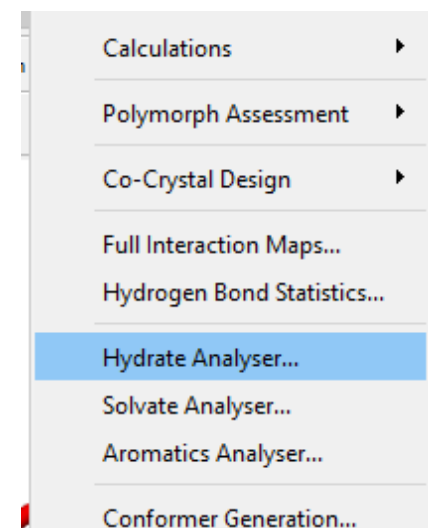 Calculations
Polymorph Assessment
Co-Crystal Design
Full Interaction Maps...
Hydrogen Bond Statistics...
Hydrate Analyser...
Solvate Analyser...
Aromatics Analyser...
Conformer Generation...